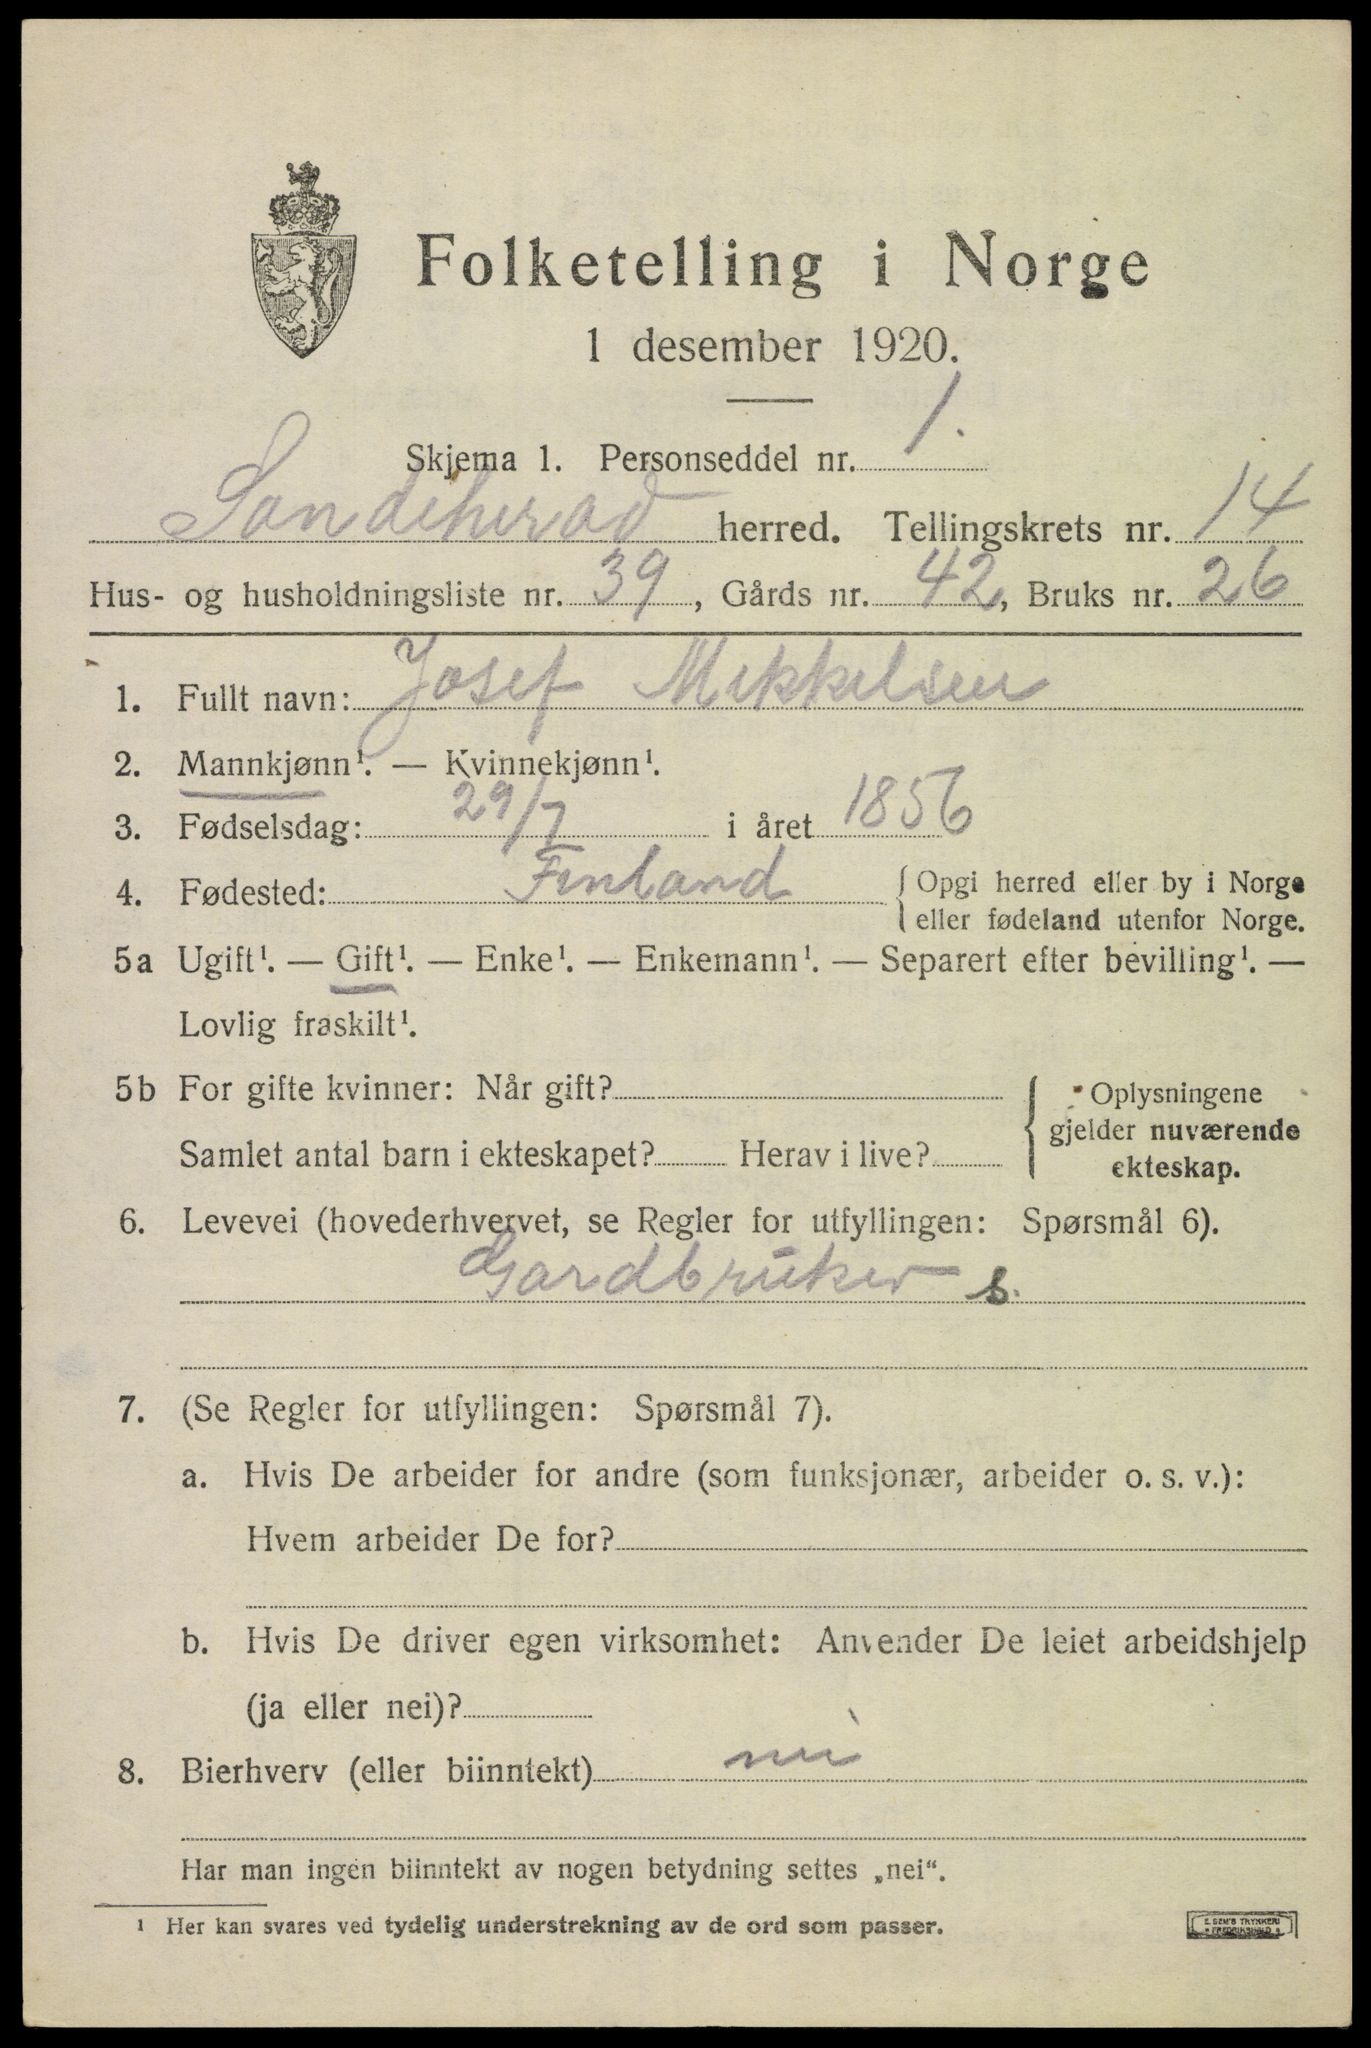 Folketelling i Norge
1 desember 1920.
Skjema 1. Personseddel nr. 1.
Sandeherad herred. Tellingskrets nr. 14
Hus- og husholdningsliste nr. 39, Gårds nr. 42, Bruks nr. 26
1. Fullt navn: Josef Mikkelsen
2. Mannkjønn¹. — Kvinnekjønn¹.
3. Fødselsdag: 29/7 i året 1856
4. Fødested: Finland { Opgi herred eller by i Norge
eller fødeland utenfor Norge.
5a Ugift¹. — Gift¹. — Enke¹. — Enkemann¹. — Separert efter bevilling¹. —
Lovlig fraskilt¹.
5b For gifte kvinner: Når gift?
Samlet antal barn i ekteskapet? Herav i live?
{ Oplysningene
gjelder nuværende
ekteskap.
6. Levevei (hovederhvervet, se Regler for utfyllingen: Spørsmål 6).
Gardbruker s.
7. (Se Regler for utfyllingen: Spørsmål 7).
a. Hvis De arbeider for andre (som funksjonær, arbeider o. s. v.):
Hvem arbeider De for?
b. Hvis De driver egen virksomhet: Anvender De leiet arbeidshjelp
(ja eller nei)?
8. Bierhverv (eller biinntekt) nei
Har man ingen biinntekt av nogen betydning settes „nei“.
¹ Her kan svares ved tydelig understrekning av de ord som passer.
E. SEM'S TRYKKERI
FREDRIKSHALD